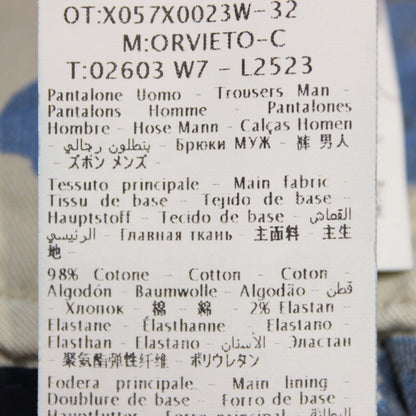 OT:X057X0023W-32
M:ORVIETO-C
T:02603 W7 - L2523
Pantalone Uomo - Trousers Man -
Pantalons Homme - Pantalones
Hombre - Hose Mann - Calças Homen
- بنطلون رجالي - Брюки МУЖ - 裤 男人
- ズボン メンズ -
Tessuto principale - Main fabric
Tissu de base - Tejido de base -
Hauptstoff - Tecido de base - القماش
الرئيسي - Главная ткань - 主面料 - 主生
地 -
98% Cotone - Cotton - Coton -
Algodón - Baumwolle - Algodão - قطن
- Хлопок - 棉 - 綿 - 2% Elastan
Elastane - Élasthanne - Elastano -
Elasthan - Elastano - الأستان - Эластан
- 聚氨酯弹性纤维 - ポリウレタン
Fodera principale - Main lining -
Doublure de base - Forro de base -
Hauptfutter - Forro principal - البطانة